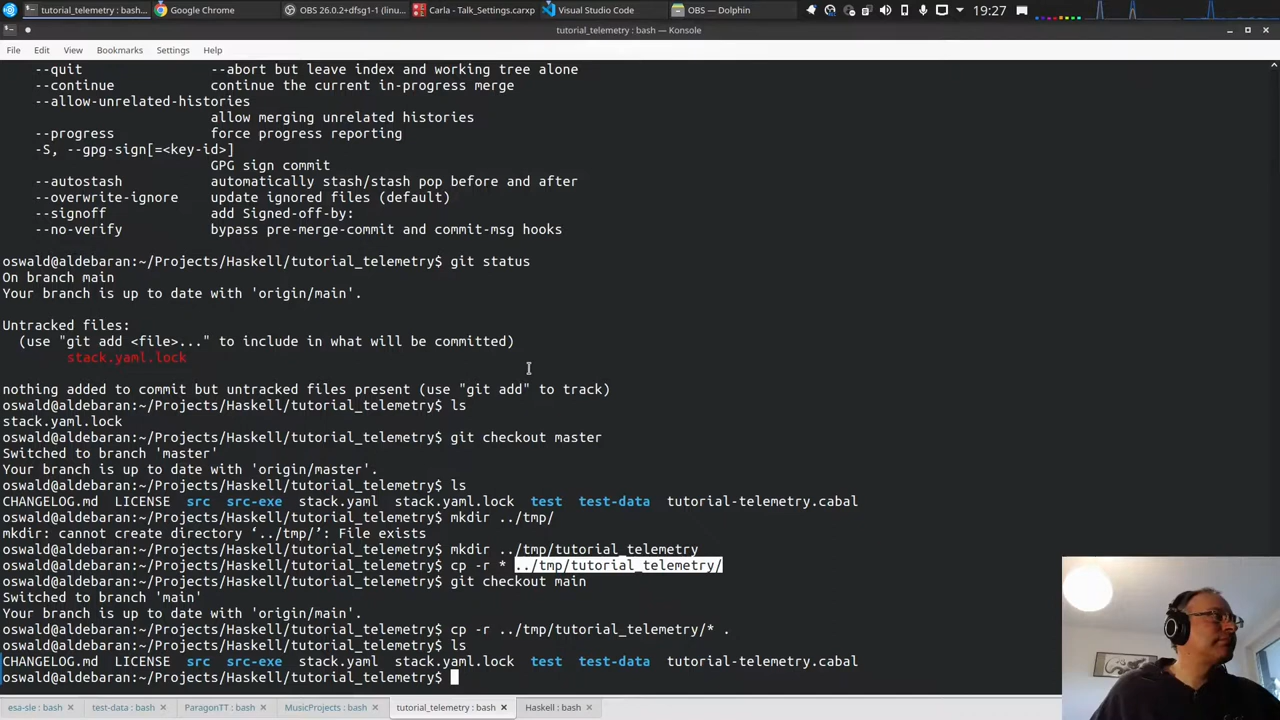 tutorial_telemetry : bash...
Google Chrome
OBS 26.0.2+dfsg1-1 (linu...
Carla - Talk_Settings.carxp
Visual Studio Code
OBS — Dolphin
19:27
tutorial_telemetry : bash — Konsole
File Edit View Bookmarks Settings Help
--quit --abort but leave index and working tree alone
--continue continue the current in-progress merge
--allow-unrelated-histories
allow merging unrelated histories
--progress force progress reporting
-S, --gpg-sign[=<key-id>]
GPG sign commit
--autostash automatically stash/stash pop before and after
--overwrite-ignore update ignored files (default)
--signoff add Signed-off-by:
--no-verify bypass pre-merge-commit and commit-msg hooks
oswald@aldebaran:~/Projects/Haskell/tutorial_telemetry$ git status
On branch main
Your branch is up to date with 'origin/main'.
Untracked files:
(use "git add <file>..." to include in what will be committed)
stack.yaml.lock
nothing added to commit but untracked files present (use "git add" to track)
oswald@aldebaran:~/Projects/Haskell/tutorial_telemetry$ ls
stack.yaml.lock
oswald@aldebaran:~/Projects/Haskell/tutorial_telemetry$ git checkout master
Switched to branch 'master'
Your branch is up to date with 'origin/master'.
oswald@aldebaran:~/Projects/Haskell/tutorial_telemetry$ ls
CHANGELOG.md LICENSE src src-exe stack.yaml stack.yaml.lock test test-data tutorial-telemetry.cabal
oswald@aldebaran:~/Projects/Haskell/tutorial_telemetry$ mkdir ../tmp/
mkdir: cannot create directory ‘../tmp/’: File exists
oswald@aldebaran:~/Projects/Haskell/tutorial_telemetry$ mkdir ../tmp/tutorial_telemetry
oswald@aldebaran:~/Projects/Haskell/tutorial_telemetry$ cp -r * ../tmp/tutorial_telemetry/
oswald@aldebaran:~/Projects/Haskell/tutorial_telemetry$ git checkout main
Switched to branch 'main'
Your branch is up to date with 'origin/main'.
oswald@aldebaran:~/Projects/Haskell/tutorial_telemetry$ cp -r ../tmp/tutorial_telemetry/* .
oswald@aldebaran:~/Projects/Haskell/tutorial_telemetry$ ls
CHANGELOG.md LICENSE src src-exe stack.yaml stack.yaml.lock test test-data tutorial-telemetry.cabal
oswald@aldebaran:~/Projects/Haskell/tutorial_telemetry$
esa-sle : bash
test-data : bash
ParagonTT : bash
MusicProjects : bash
tutorial_telemetry : bash
Haskell : bash